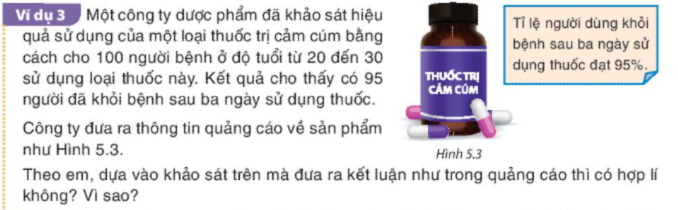 Ví dụ 3 Một công ty dược phẩm đã khảo sát hiệu
quả sử dụng của một loại thuốc trị cảm cúm bằng
cách cho 100 người bệnh ở độ tuổi từ 20 đến 30
sử dụng loại thuốc này. Kết quả cho thấy có 95
người đã khỏi bệnh sau ba ngày sử dụng thuốc.
Công ty đưa ra thông tin quảng cáo về sản phẩm
như Hình 5.3.
THUỐC TRỊ
CẢM CÚM
Hình 5.3
Tỉ lệ người dùng khỏi
bệnh sau ba ngày sử
dụng thuốc đạt 95%.
Theo em, dựa vào khảo sát trên mà đưa ra kết luận như trong quảng cáo thì có hợp lí
không? Vì sao?